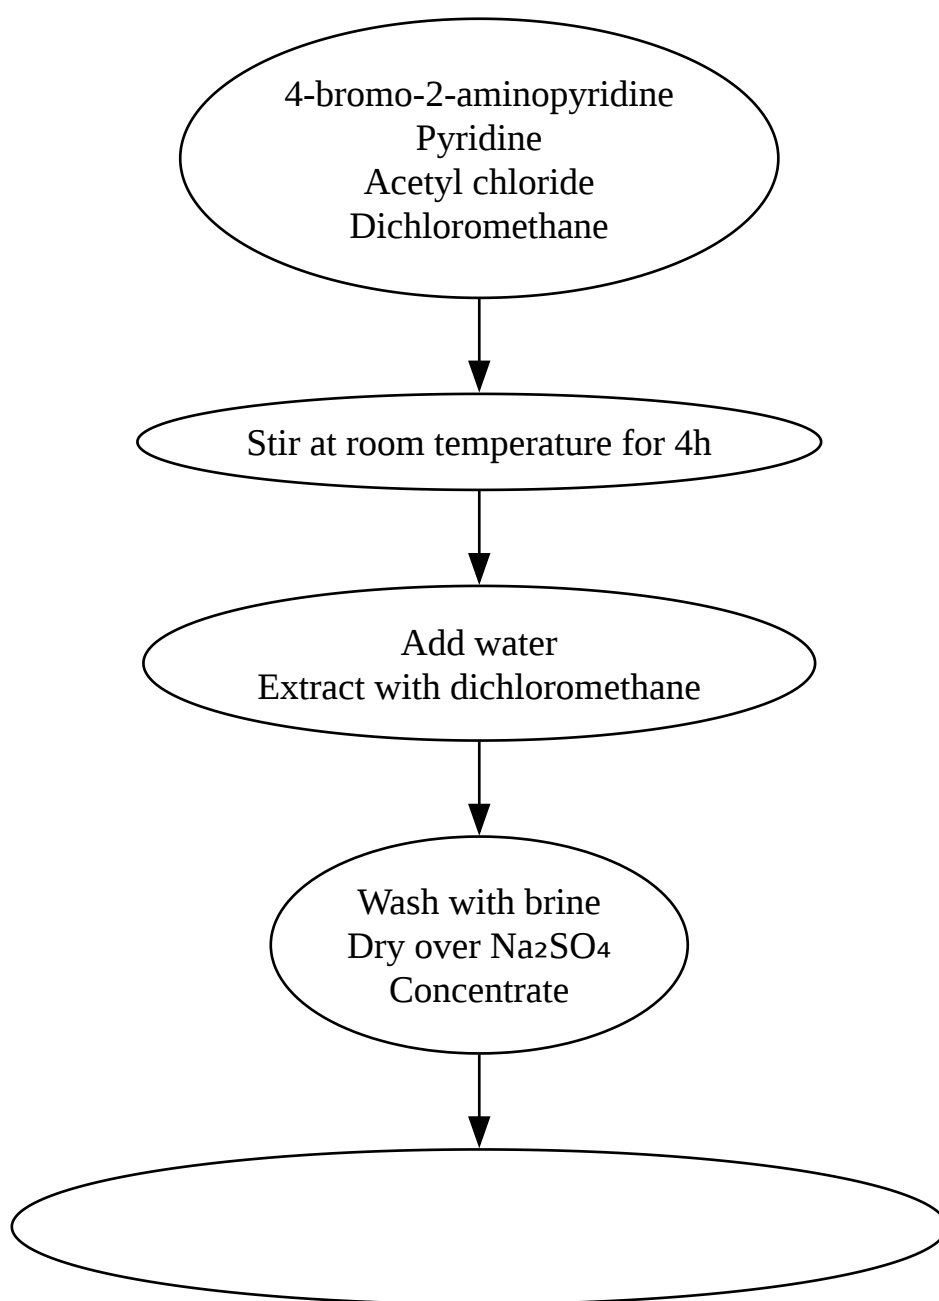 4-bromo-2-aminopyridine
Pyridine
Acetyl chloride
Dichloromethane
Stir at room temperature for 4h
Add water
Extract with dichloromethane
Wash with brine
Dry over Na₂SO₄
Concentrate